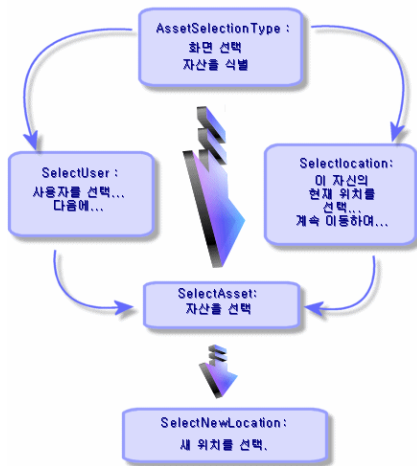 AssetSelectionType :
화면 선택
자산을 식별
SelectUser :
사용자를 선택...
다음에...
Selectlocation:
이 자신의
현재 위치를
선택...
계속 이동하여...
SelectAsset:
자산을 선택
SelectNewLocation:
새 위치를 선택.